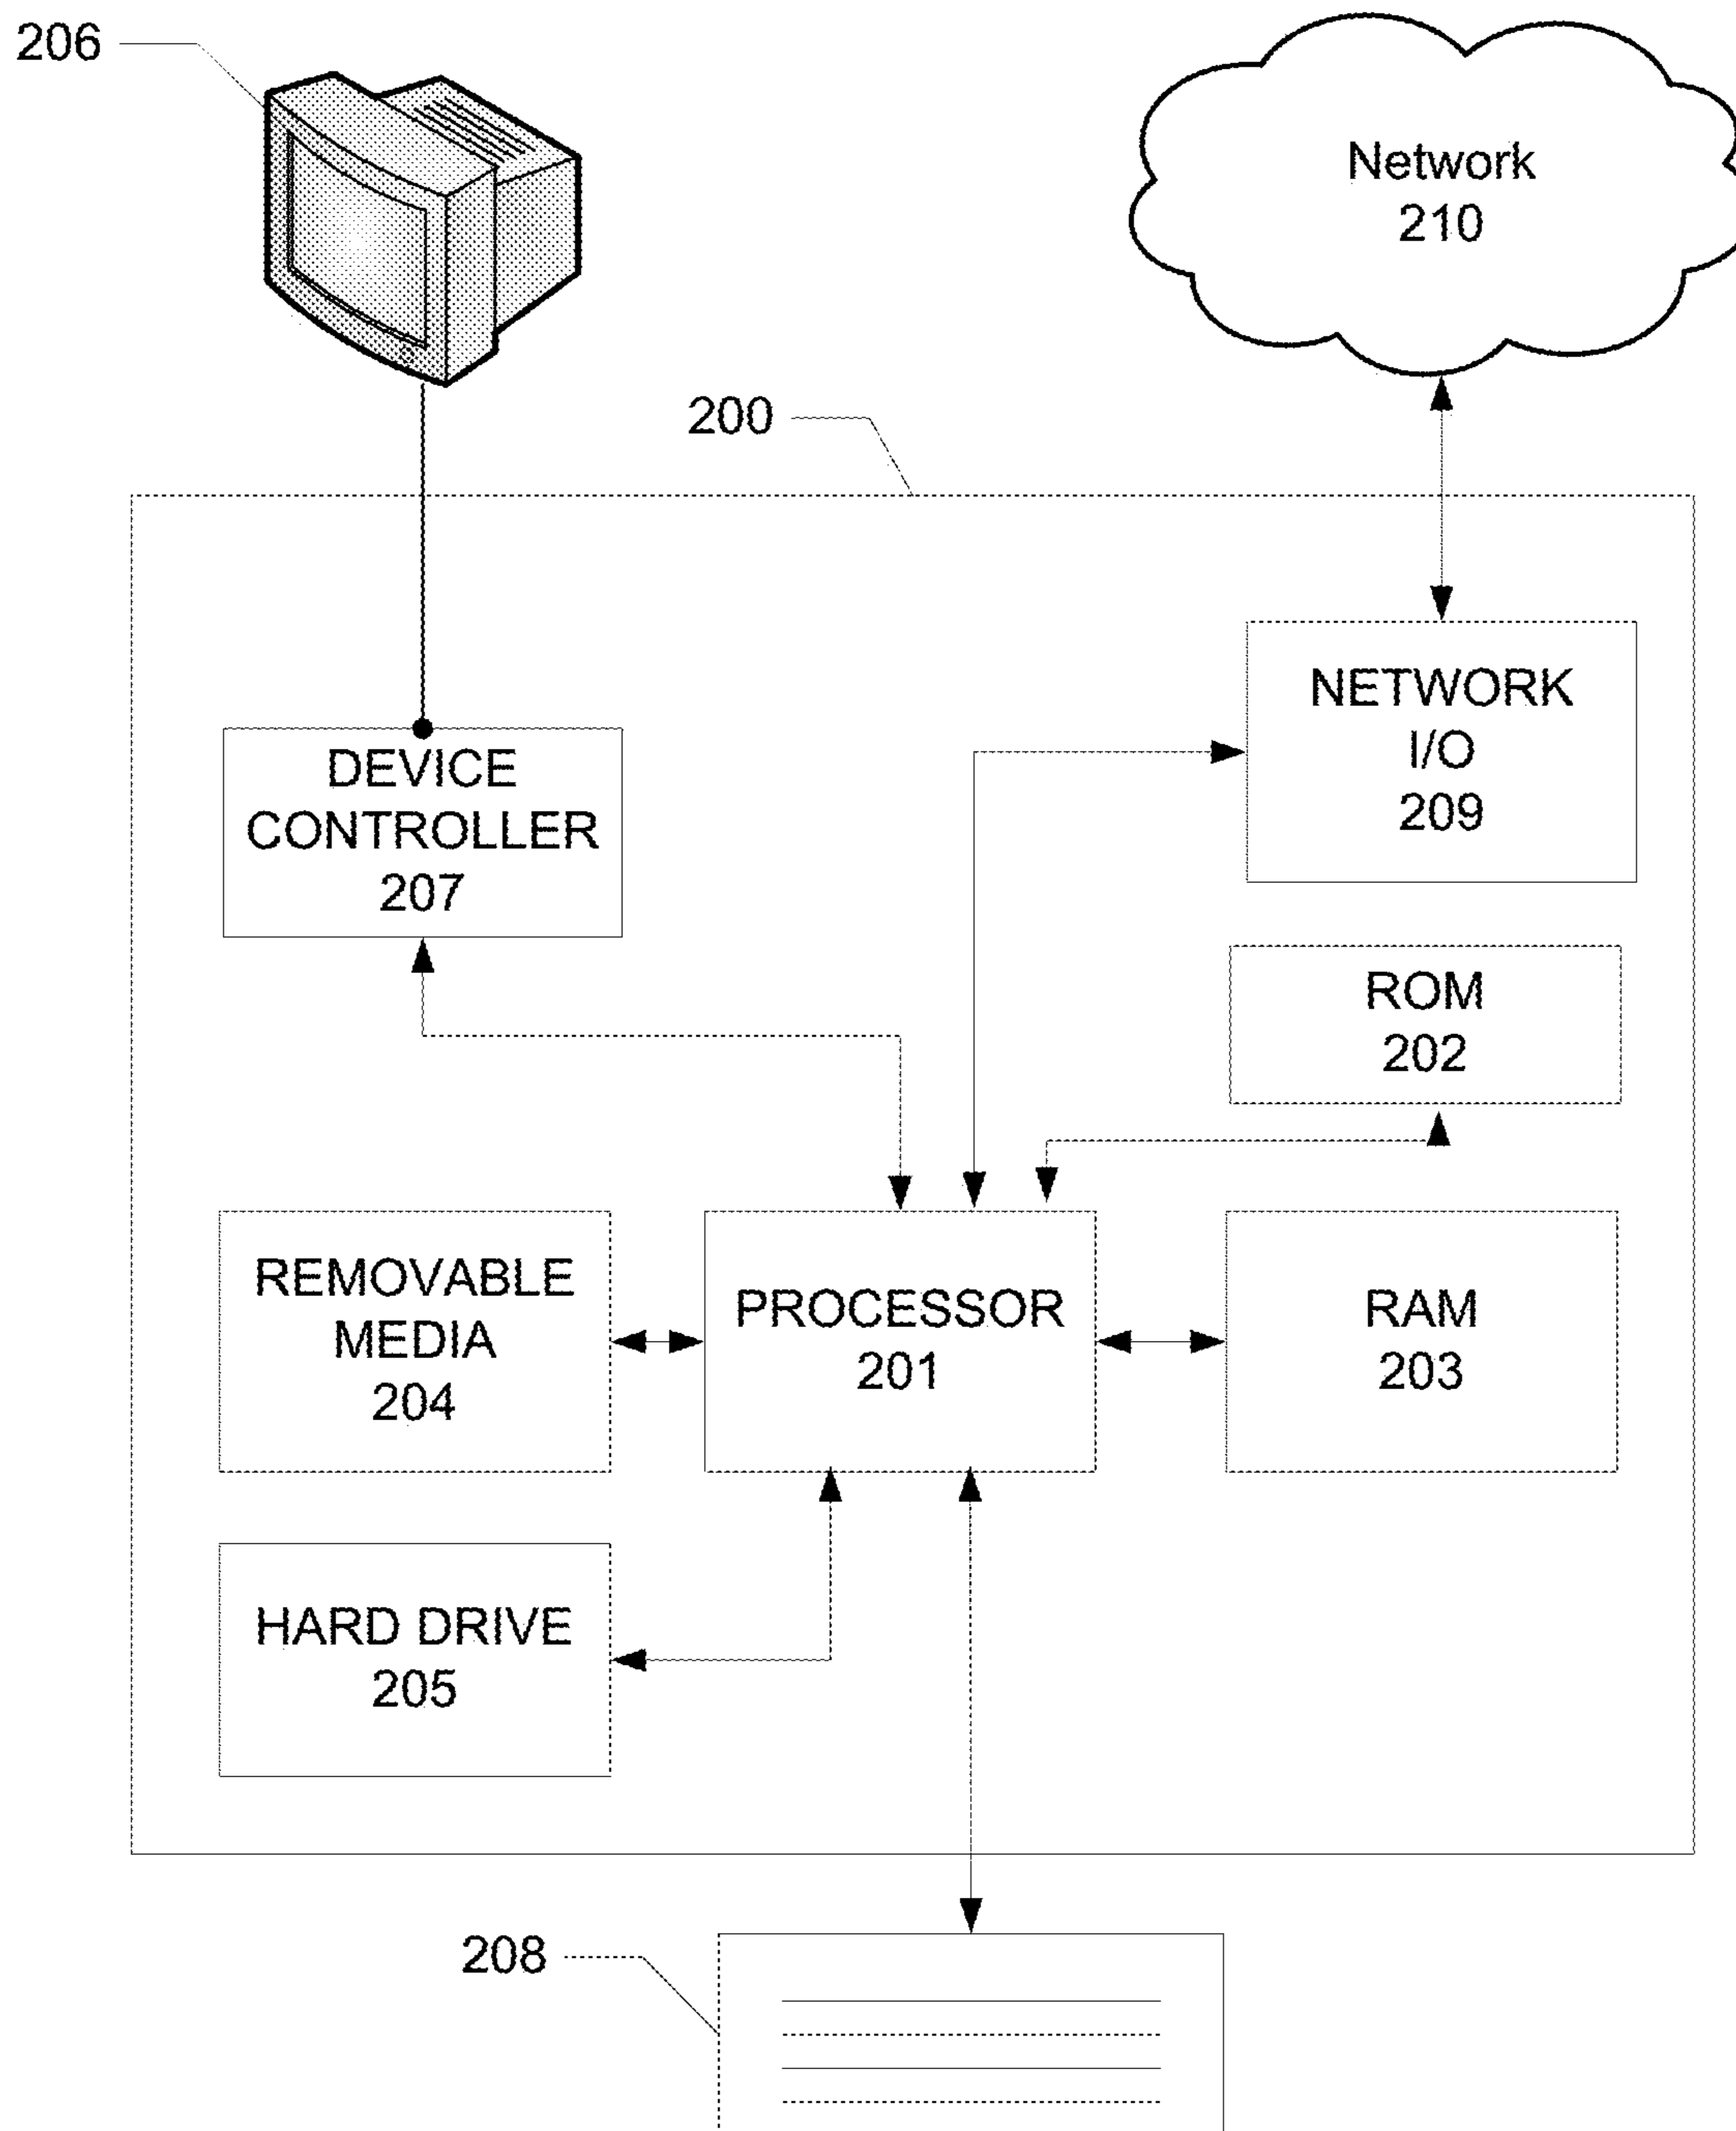 206
Network
210
200
NETWORK
I/O
209
DEVICE
CONTROLLER
207
ROM
202
REMOVABLE
MEDIA
204
PROCESSOR
201
RAM
203
HARD DRIVE
205
208